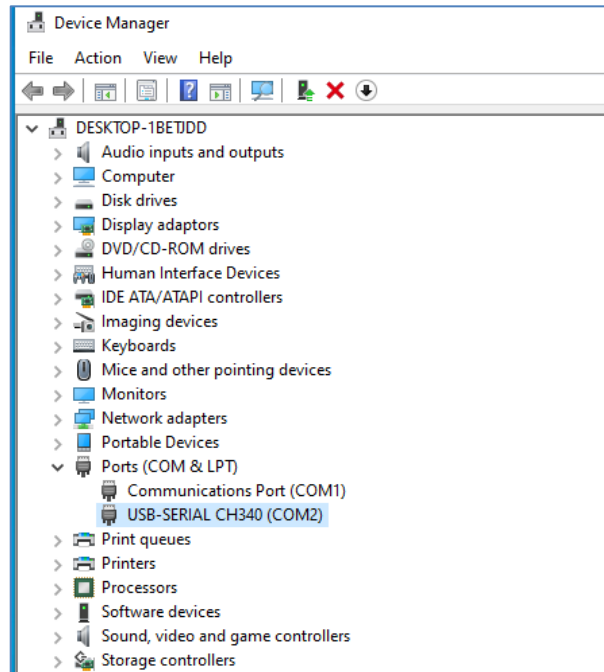 Device Manager
File Action View Help
DESKTOP-1BETJDD
Audio inputs and outputs
Computer
Disk drives
Display adaptors
DVD/CD-ROM drives
Human Interface Devices
IDE ATA/ATAPI controllers
Imaging devices
Keyboards
Mice and other pointing devices
Monitors
Network adapters
Portable Devices
Ports (COM & LPT)
Communications Port (COM1)
USB-SERIAL CH340 (COM2)
Print queues
Printers
Processors
Software devices
Sound, video and game controllers
Storage controllers